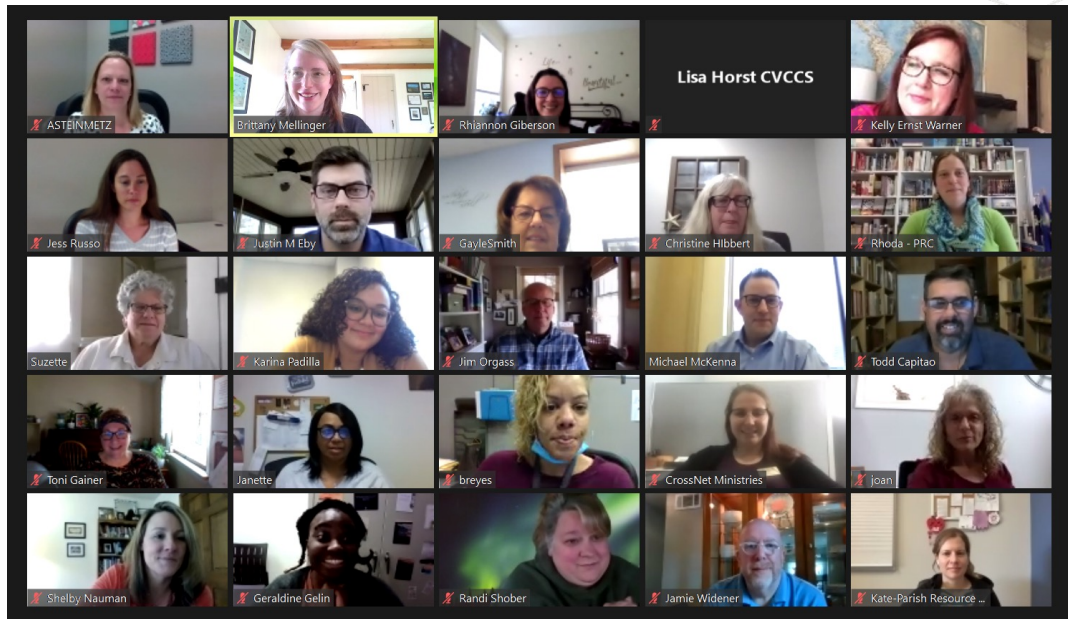 ASTEINMETZ
Brittany Mellinger
Rhiannon Giberson
Lisa Horst CVCCS
Kelly Ernst Warner
Jess Russo
Justin M Eby
GayleSmith
Christine HIbbert
Rhoda - PRC
Suzette
Karina Padilla
Jim Orgass
Michael McKenna
Todd Capitao
Toni Gainer
Janette
breyes
CrossNet Ministries
joan
Shelby Nauman
Geraldine Gelin
Randi Shober
Jamie Widener
Kate-Parish Resource ...